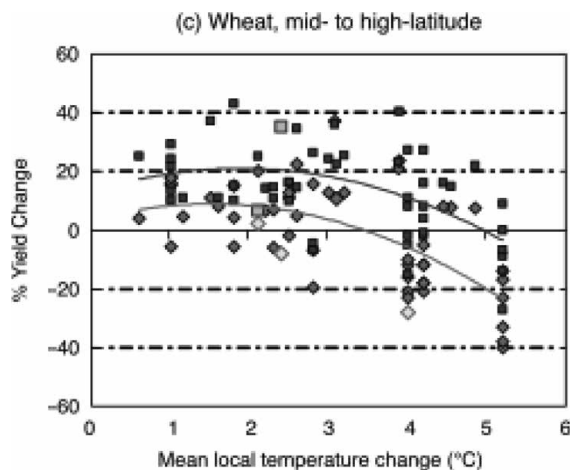 (c) Wheat, mid- to high-latitude
60
40
20
0
−20
−40
−60
% Yield Change
0 1 2 3 4 5 6
Mean local temperature change (°C)